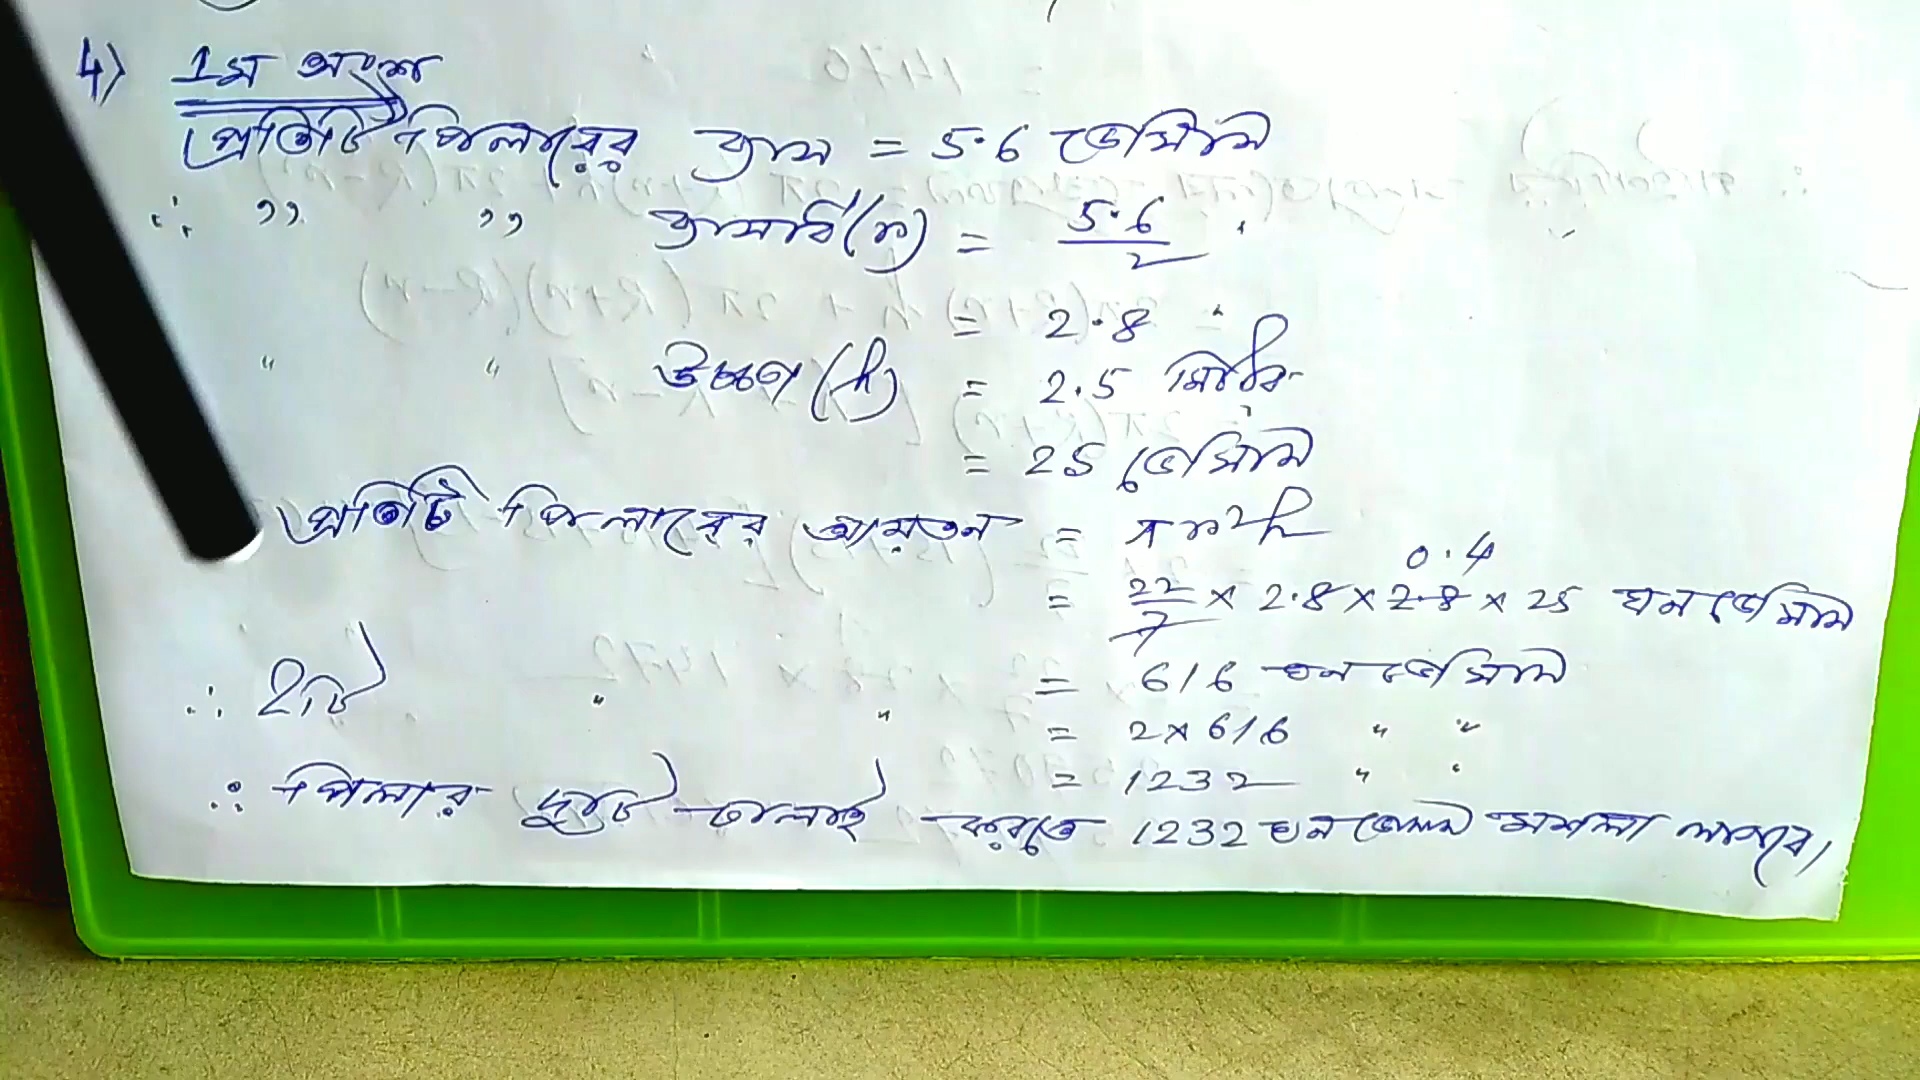 4) 1ম অংশ
প্রতিটি পিলারের ব্যাস = 5.6 ডেসিমি
∴ ,, ,, ব্যাসার্ধ (r) = 5.6/2
= 2.8 "
" " উচ্চতা (h) = 2.5 মিটার
= 25 ডেসিমি
প্রতিটি পিলারের আয়তন = πr²h
0.4
= 22/7 × 2.8 × 2.8 × 25 ঘন ডেসিমি
= 616 ঘন ডেসিমি
∴ 2টি " " = 2 × 616 " "
= 1232 " "
∴ পিলার দুটি ঢালাই করতে 1232 ঘন ডেসিমি মশলা লাগবে।